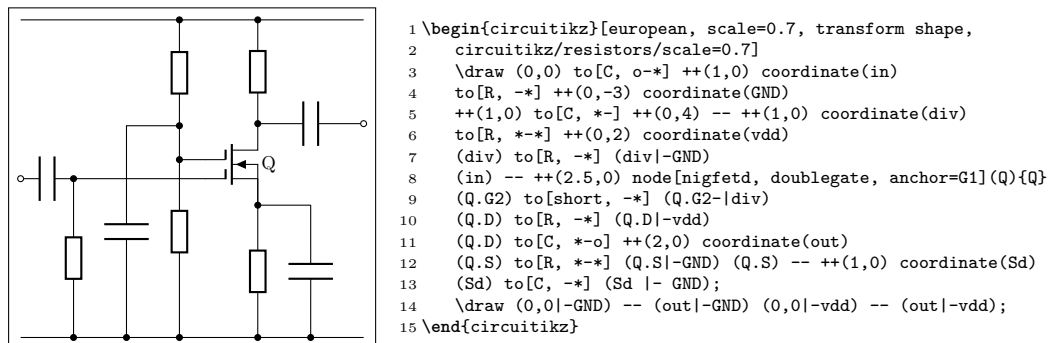 Q
1 \begin{circuitikz}[european, scale=0.7, transform shape,
2 circuitikz/resistors/scale=0.7]
3 \draw (0,0) to[C, o-*] ++(1,0) coordinate(in)
4 to[R, -*] ++(0,-3) coordinate(GND)
5 ++(1,0) to[C, *-] ++(0,4) -- ++(1,0) coordinate(div)
6 to[R, *-*] ++(0,2) coordinate(vdd)
7 (div) to[R, -*] (div|-GND)
8 (in) -- ++(2.5,0) node[nigfetd, doublegate, anchor=G1](Q){Q}
9 (Q.G2) to[short, -*] (Q.G2-|div)
10 (Q.D) to[R, -*] (Q.D|-vdd)
11 (Q.D) to[C, *-o] ++(2,0) coordinate(out)
12 (Q.S) to[R, *-*] (Q.S|-GND) (Q.S) -- ++(1,0) coordinate(Sd)
13 (Sd) to[C, -*] (Sd |- GND);
14 \draw (0,0|-GND) -- (out|-GND) (0,0|-vdd) -- (out|-vdd);
15 \end{circuitikz}